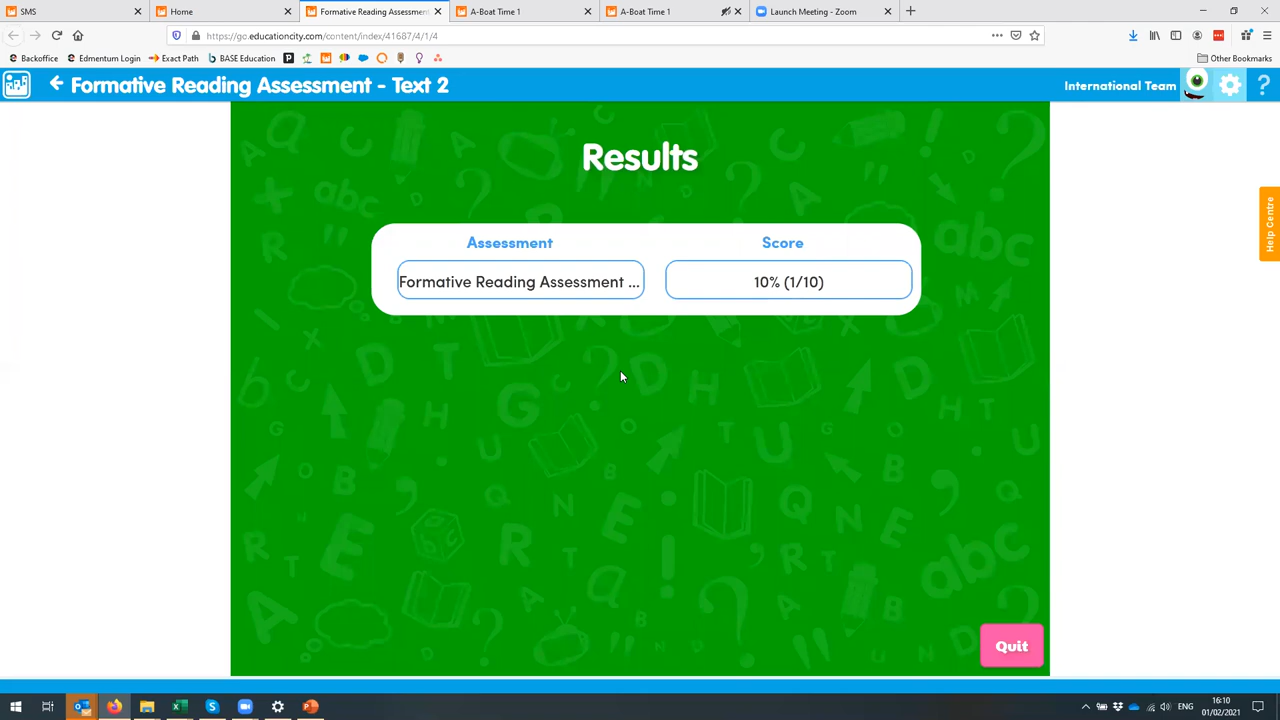 SMS
Home
Formative Reading Assessment
A-Boat Time 1
A-Boat Time 1
Launch Meeting - Zoom
https://go.educationcity.com/content/index/41687/4/1/4
Backoffice
Edmentum Login
Exact Path
BASE Education
Other Bookmarks
Formative Reading Assessment - Text 2
International Team
?
Results
Assessment
Score
Formative Reading Assessment ...
10% (1/10)
Help Centre
Quit
ENG
16:10
01/02/2021